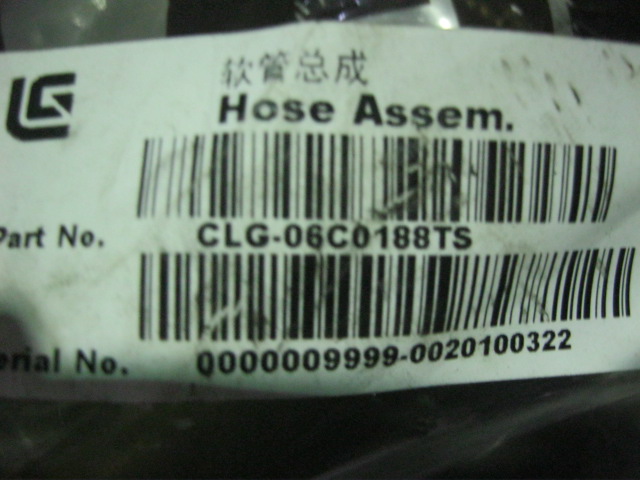 软管总成
Hose Assem.
Part No. CLG-06C0188TS
erial No. 0000009999-0020100322